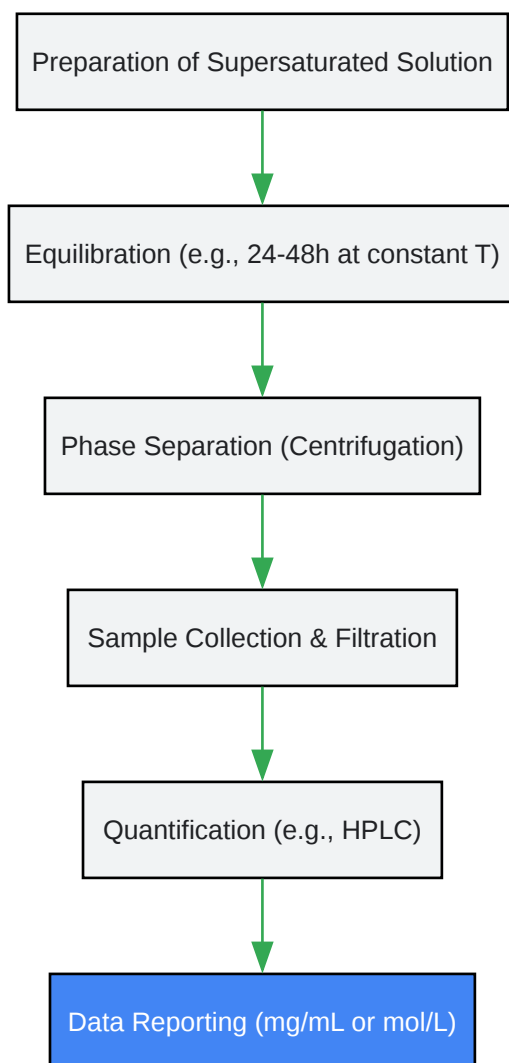 Preparation of Supersaturated Solution
Equilibration (e.g., 24-48h at constant T)
Phase Separation (Centrifugation)
Sample Collection & Filtration
Quantification (e.g., HPLC)
Data Reporting (mg/mL or mol/L)